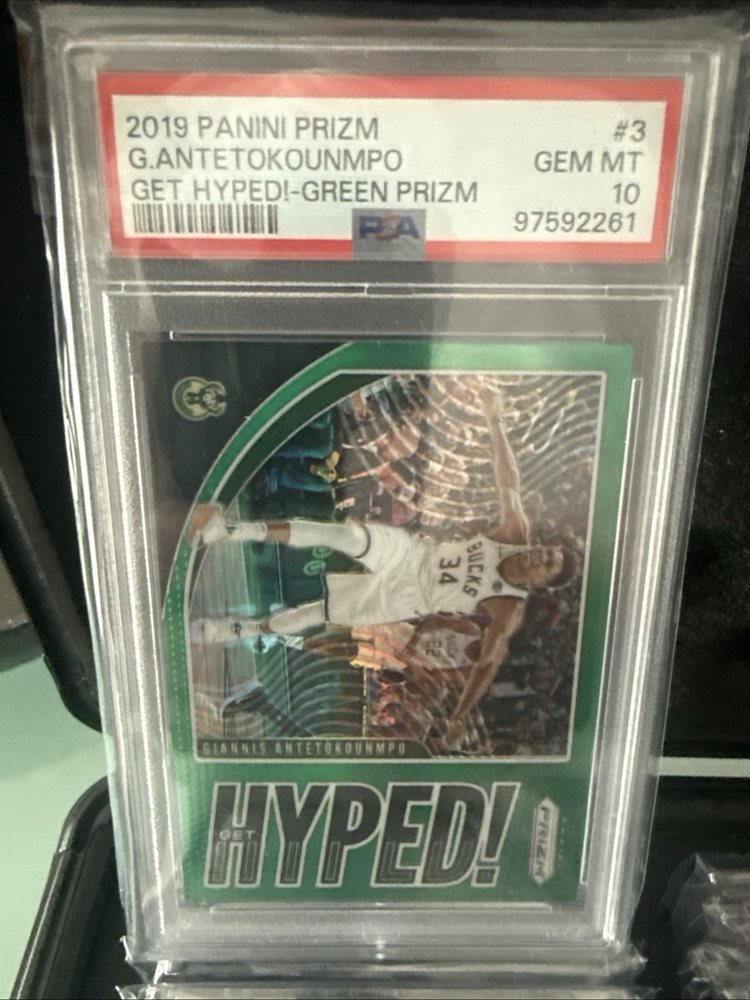 2019 PANINI PRIZM #3
G.ANTETOKOUNMPO GEM MT
GET HYPED!-GREEN PRIZM 10
PSA 97592261
BUCKS
34
GIANNIS ANTETOKOUNMPO
GET
HYPED!
PRIZM